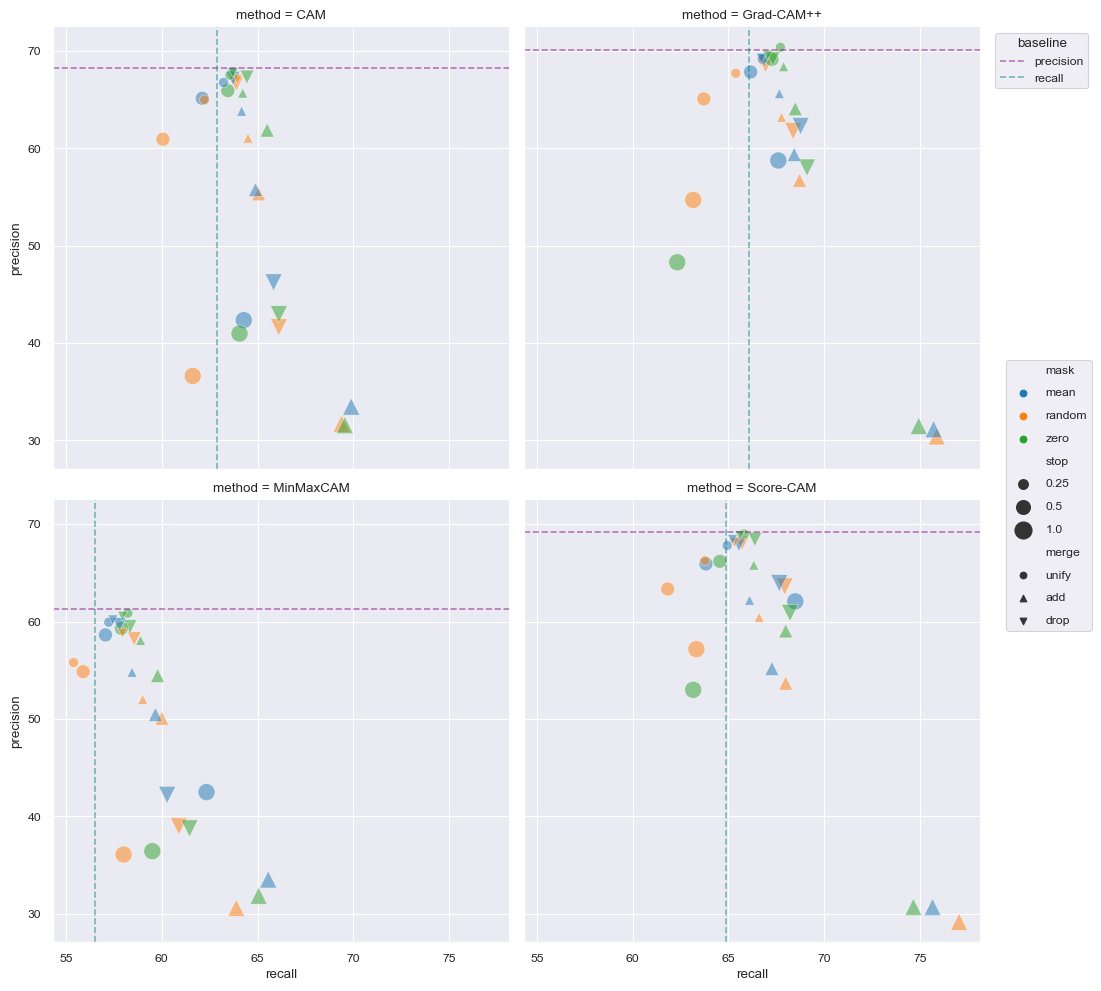 method = CAM
method = Grad-CAM++
baseline
precision
recall
70
60
50
40
30
precision
mask
mean
random
zero
stop
0.25
0.5
1.0
merge
unify
add
drop
method = MinMaxCAM
method = Score-CAM
70
60
50
40
30
precision
55 60 65 70 75
55 60 65 70 75
recall
recall